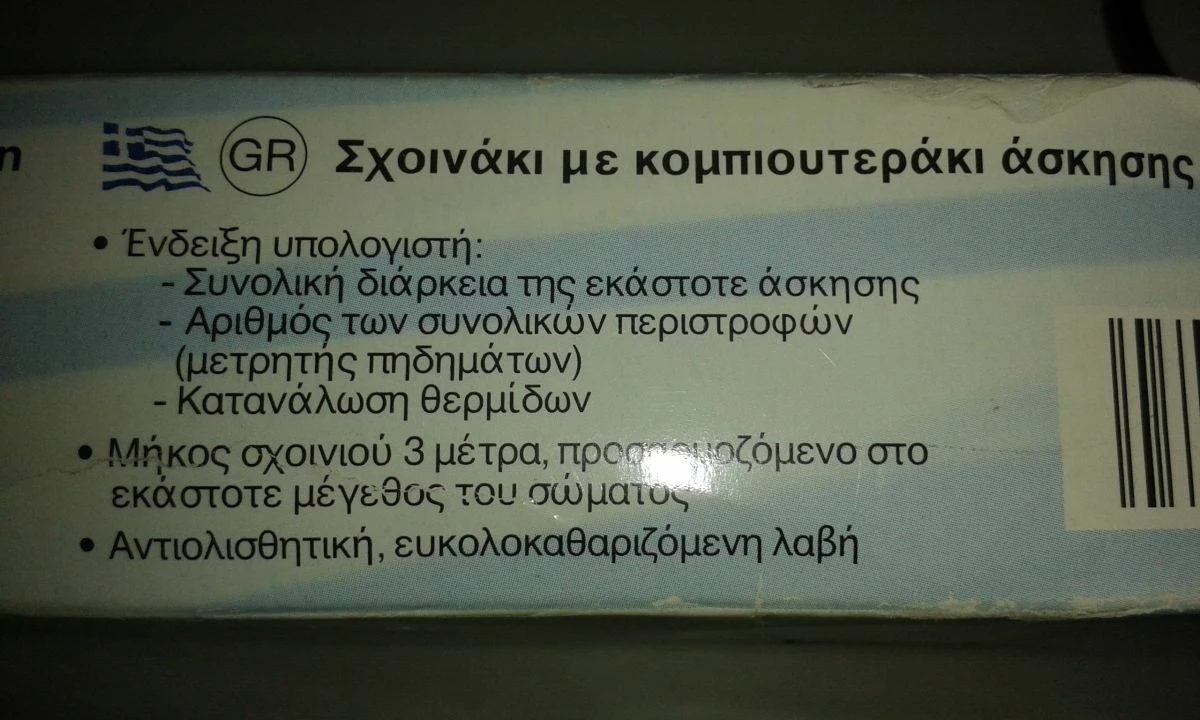 n
GR Σχοινάκι με κομπιουτεράκι άσκησης
• Ένδειξη υπολογιστή:
- Συνολική διάρκεια της εκάστοτε άσκησης
- Αριθμός των συνολικών περιστροφών
(μετρητής πηδημάτων)
- Κατανάλωση θερμίδων
• Μήκος σχοινιού 3 μέτρα, προσαρμοζόμενο στο
εκάστοτε μέγεθος του σώματος
• Αντιολισθητική, ευκολοκαθαριζόμενη λαβή